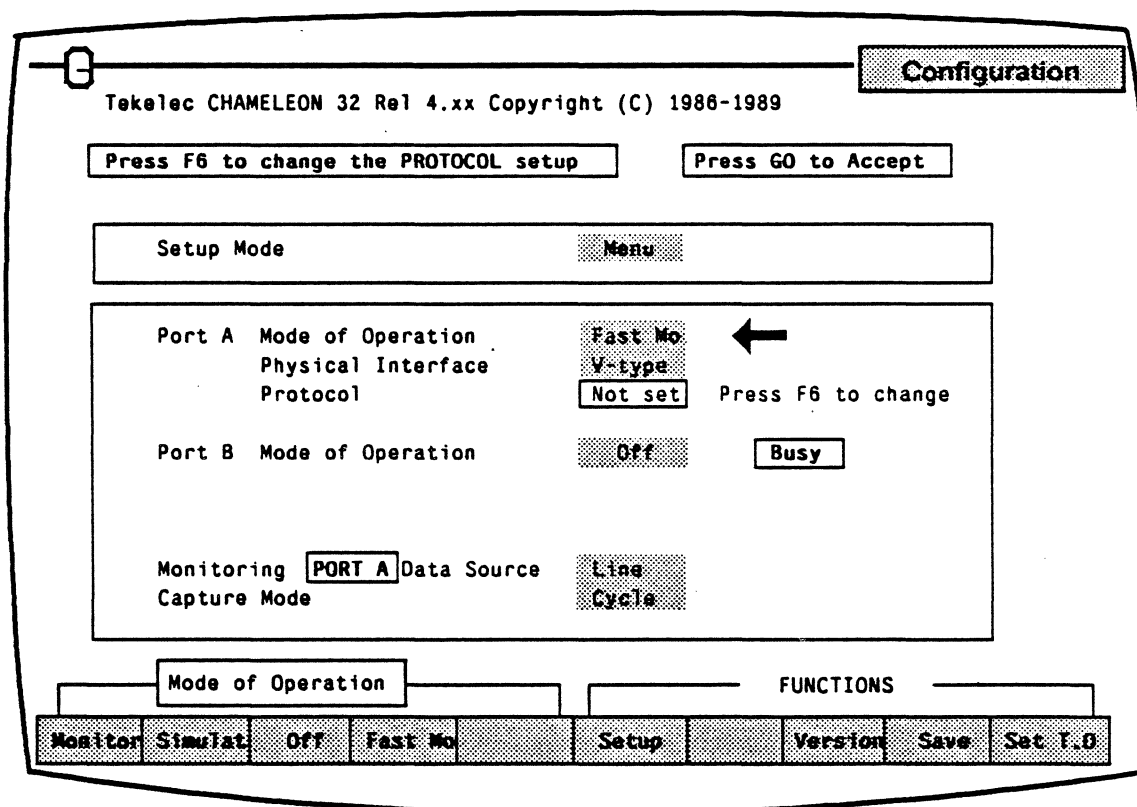 Configuration
Tekelec CHAMELEON 32 Rel 4.xx Copyright (C) 1986-1989
Press F6 to change the PROTOCOL setup Press GO to Accept
Setup Mode Menu
Port A Mode of Operation Fast Mo
Physical Interface V-type
Protocol Not set Press F6 to change
Port B Mode of Operation Off Busy
Monitoring PORT A Data Source Line
Capture Mode Cycle
Mode of Operation FUNCTIONS
Monitor Simulat Off Fast Mo Setup Version Save Set T.O